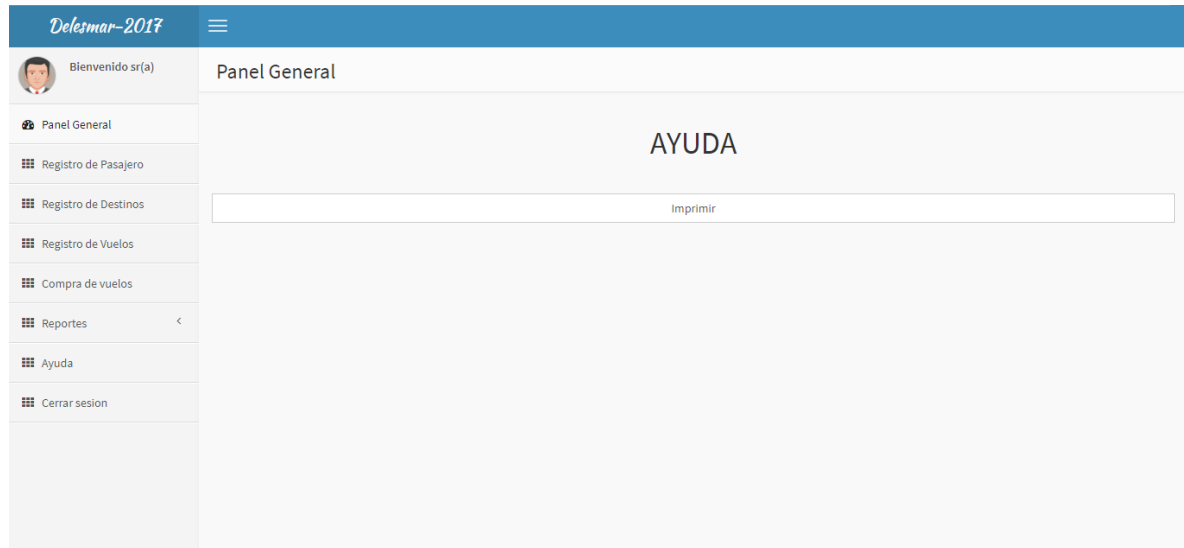 Delesmar-2017
Bienvenido sr(a)
Panel General
Registro de Pasajero
Registro de Destinos
Registro de Vuelos
Compra de vuelos
Reportes
Ayuda
Cerrar sesion
Panel General
AYUDA
Imprimir